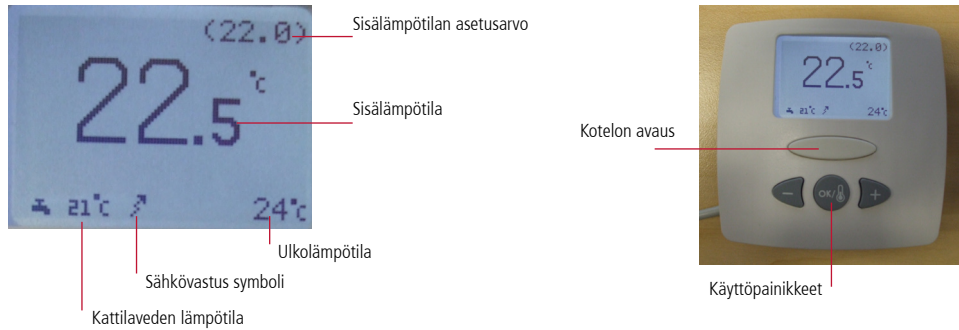 (22.0)
Sisälämpötilan asetusarvo
22.5 °C
Sisälämpötila
21°C
24°C
Ulkolämpötila
Sähkövastus symboli
Kattilaveden lämpötila
(22.0)
22.5 °C
21°C
24°C
Kotelon avaus
−
OK/
+
Käyttöpainikkeet